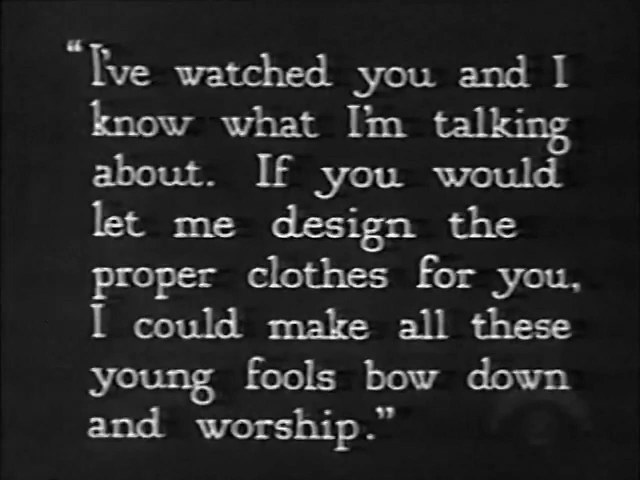 “I've watched you and I
know what I'm talking
about. If you would
let me design the
proper clothes for you,
I could make all these
young fools bow down
and worship.”